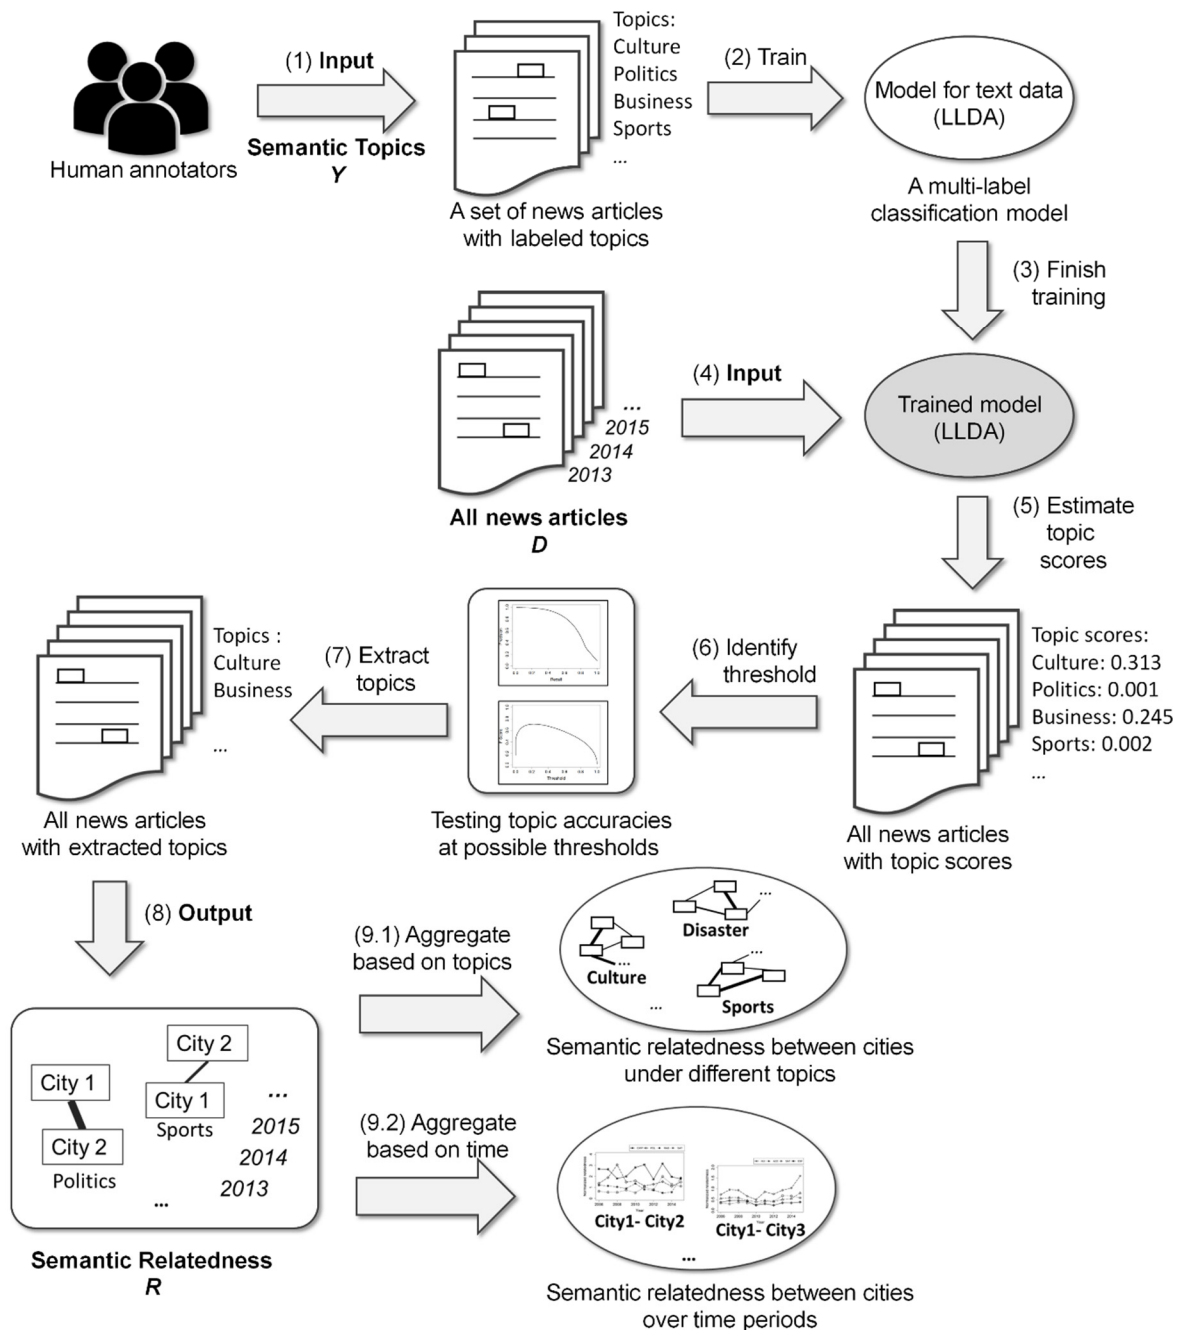 (1) Input
Semantic Topics
Y
Human annotators
Topics:
Culture
Politics
Business
Sports
...
A set of news articles
with labeled topics
(2) Train
Model for text data
(LLDA)
A multi-label
classification model
(3) Finish
training
...
2015
2014
2013
All news articles
D
(4) Input
Trained model
(LLDA)
(5) Estimate
topic
scores
Topic scores:
Culture: 0.313
Politics: 0.001
Business: 0.245
Sports: 0.002
...
All news articles
with topic scores
(6) Identify
threshold
Recall
Threshold
Testing topic accuracies
at possible thresholds
(7) Extract
topics
Topics :
Culture
Business
...
All news articles
with extracted topics
(8) Output
City 2
City 1
City 1
Sports
City 2
Politics
...
2015
2014
2013
...
Semantic Relatedness
R
(9.1) Aggregate
based on topics
...
Disaster
...
Culture
...
Sports
...
Semantic relatedness between cities
under different topics
(9.2) Aggregate
based on time
City1- City2
City1- City3
...
Semantic relatedness between cities
over time periods